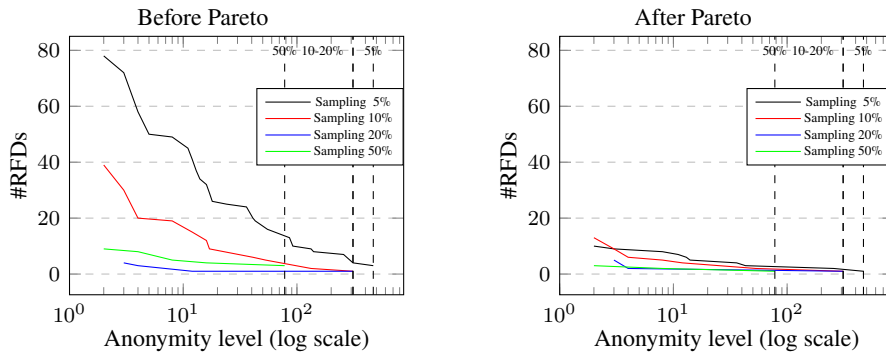 Before Pareto
80
60
40
20
0
#RFDs
50% 10-20% 5%
Sampling 5%
Sampling 10%
Sampling 20%
Sampling 50%
10^0 10^1 10^2
Anonymity level (log scale)
After Pareto
80
60
40
20
0
#RFDs
50% 10-20% 5%
Sampling 5%
Sampling 10%
Sampling 20%
Sampling 50%
10^0 10^1 10^2
Anonymity level (log scale)